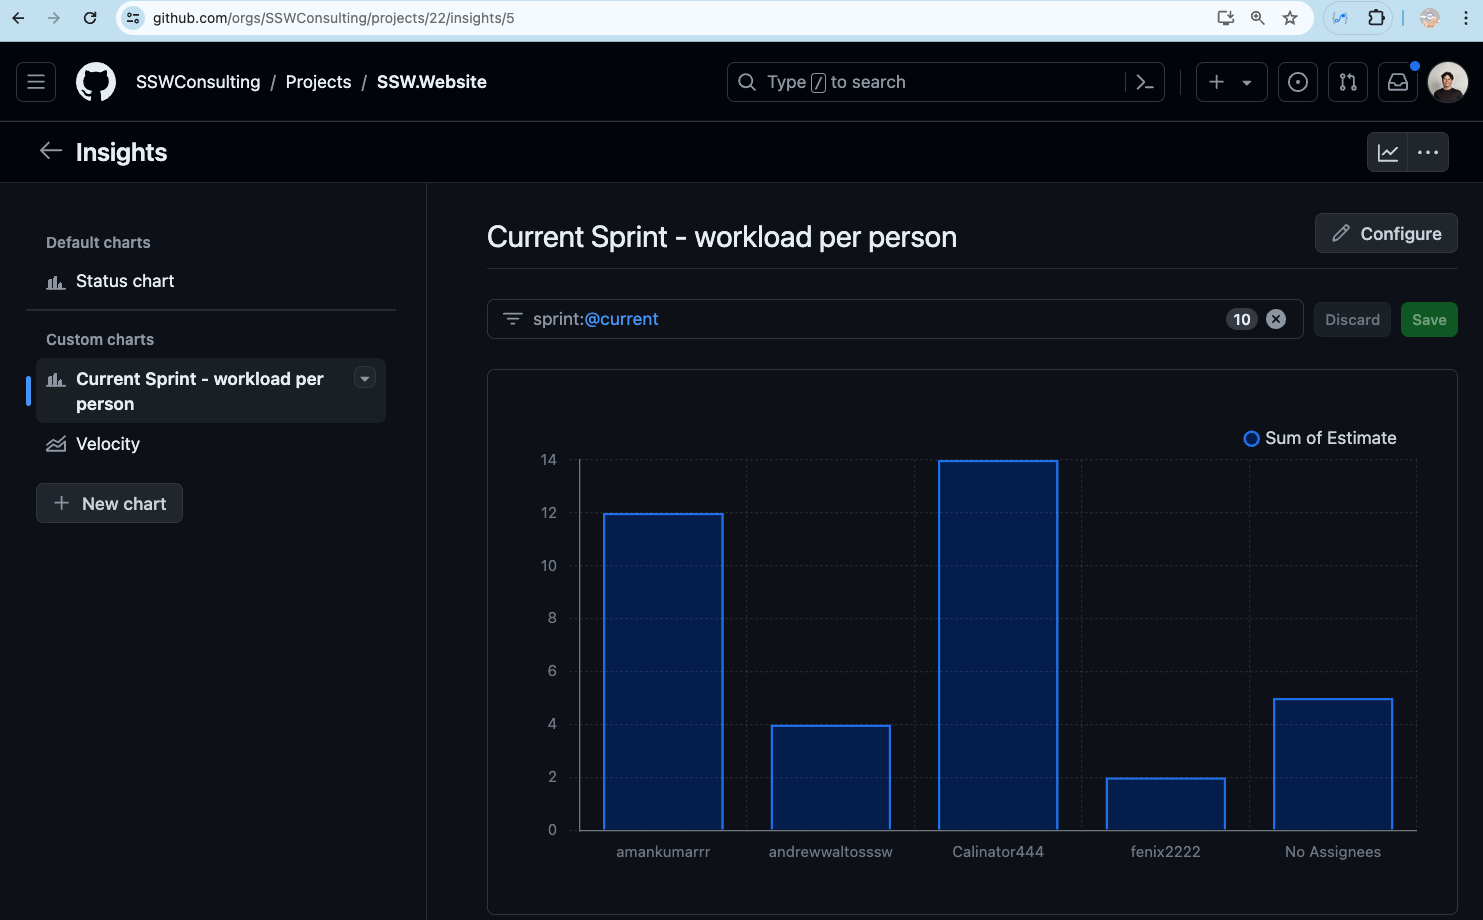 github.com/orgs/SSWConsulting/projects/22/insights/5
SSWConsulting / Projects / SSW.Website
Type / to search
Insights
Default charts
Status chart
Custom charts
Current Sprint - workload per
person
Velocity
New chart
Current Sprint - workload per person
Configure
sprint:@current
10
Discard
Save
Sum of Estimate
14
12
10
8
6
4
2
0
amankumarrr
andrewwaltosssw
Calinator444
fenix2222
No Assignees